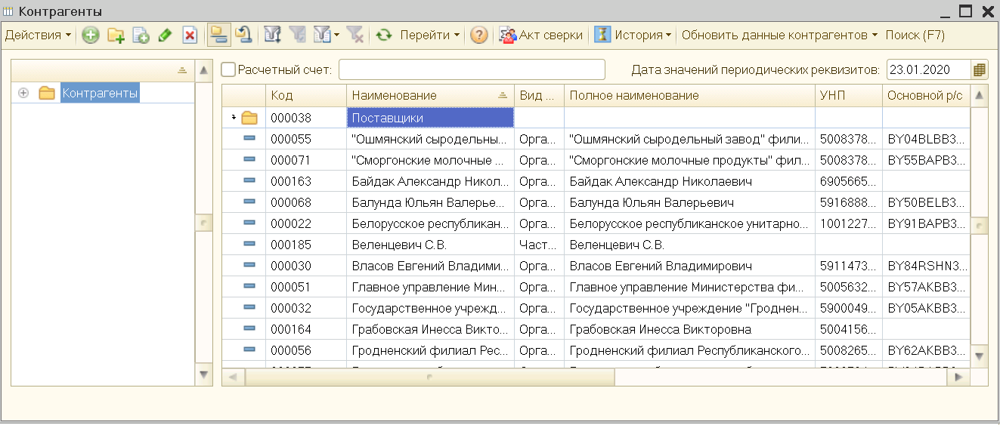 Контрагенты
Действия Перейти Акт сверки История Обновить данные контрагентов Поиск (F7)
Расчетный счет: Дата значений периодических реквизитов: 23.01.2020
Контрагенты
Код Наименование Вид ... Полное наименование УНП Основной р/с
000038 Поставщики
000055 "Ошмянский сыродельны... Орга... "Ошмянский сыродельный завод" фили... 5008378... BY04BLBB3...
000071 "Сморгонские молочные ... Орга... "Сморгонские молочные продукты" фил... 5008378... BY55BAPB3...
000163 Байдак Александр Никол... Орга... Байдак Александр Николаевич 6905665...
000068 Балунда Юльян Валерье... Орга... Балунда Юльян Валерьевич 5916888... BY50BELB3...
000022 Белорусское республикан... Орга... Белорусское республиканское унитарно... 1001227... BY91BAPB3...
000185 Веленцевич С.В. Част... Веленцевич С.В.
000030 Власов Евгений Владими... Орга... Власов Евгений Владимирович 5911473... BY84RSHN3...
000051 Главное управление Мин... Орга... Главное управление Министерства фи... 5005632... BY57AKBB3...
000032 Государственное учрежд... Орга... Государственное учреждение "Гроднен... 5900049... BY05AKBB3...
000164 Грабовская Инесса Викто... Орга... Грабовская Инесса Викторовна 5004156...
000056 Гродненский филиал Рес... Орга... Гродненский филиал Республиканского... 5008265... BY62AKBB3...